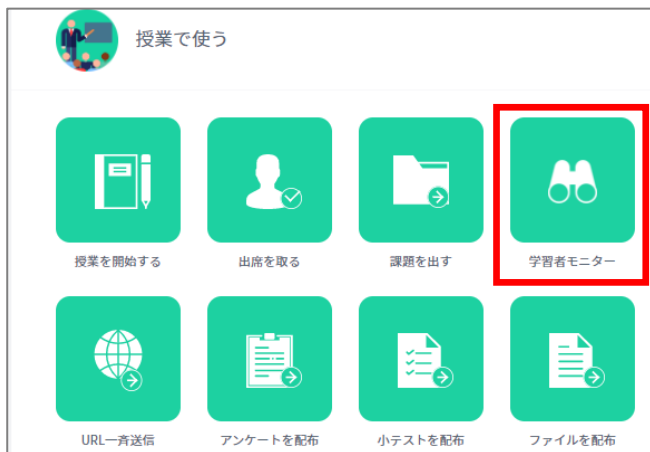 授業で使う
授業を開始する
出席を取る
課題を出す
学習者モニター
URL一斉送信
アンケートを配布
小テストを配布
ファイルを配布